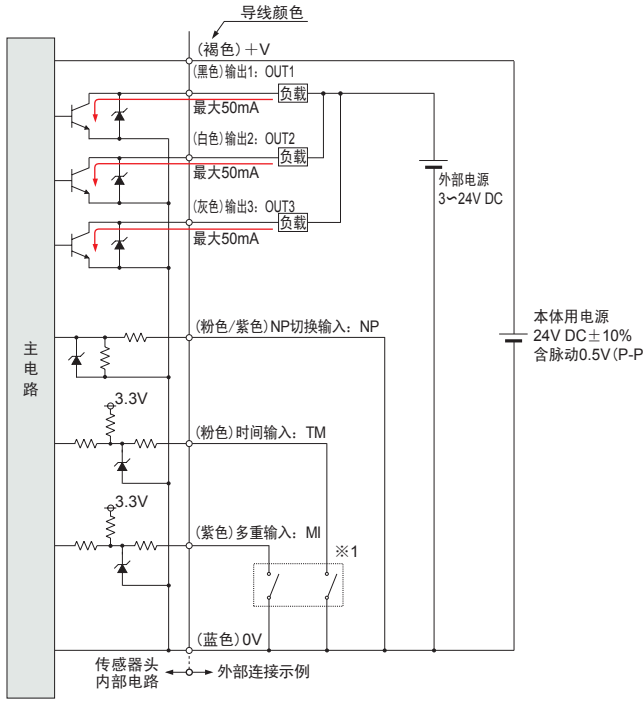 导线颜色
(褐色)＋V
(黑色)输出1：OUT1
负载
最大50mA
(白色)输出2：OUT2
负载
最大50mA
外部电源
3∽24V DC
(灰色)输出3：OUT3
负载
最大50mA
本体用电源
24V DC±10%
含脉动0.5V(P-P
主电路
(粉色/紫色)NP切换输入：NP
3.3V
(粉色)时间输入：TM
3.3V
(紫色)多重输入：MI
※1
(蓝色)0V
传感器头
内部电路
外部连接示例